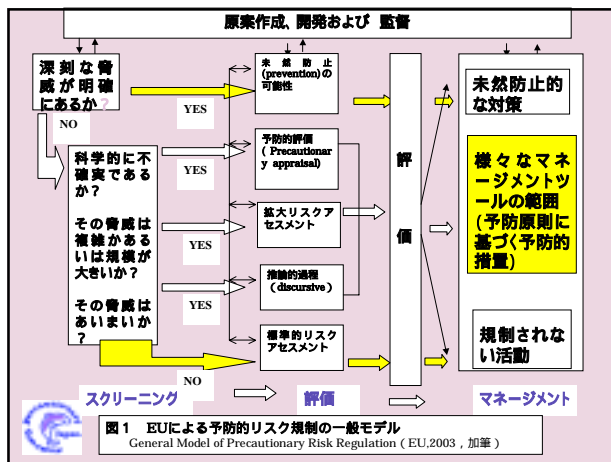 原案作成、開発および 監督
深刻な脅
威が明確
にあるか?
NO
YES
未然防止
(prevention)の
可能性
科学的に不
確実である
か?
その脅威は
複雑かある
いは規模が
大きいか?
その脅威は
あいまいか
?
YES
予防的評価
( Precautionar
y appraisal)
YES
拡大リスクア
セスメント
YES
推論的過程
( discursive )
NO
標準的リスク
アセスメント
評
価
未然防止的
な対策
様々なマネ
ージメントツ
ールの範囲
(予防原則に
基づく予防的
措置)
規制されな
い活動
スクリーニング
評価
マネージメント
図1 EUによる予防的リスク規制の一般モデル
General Model of Precautionary Risk Regulation ( EU,2003 , 加筆 )